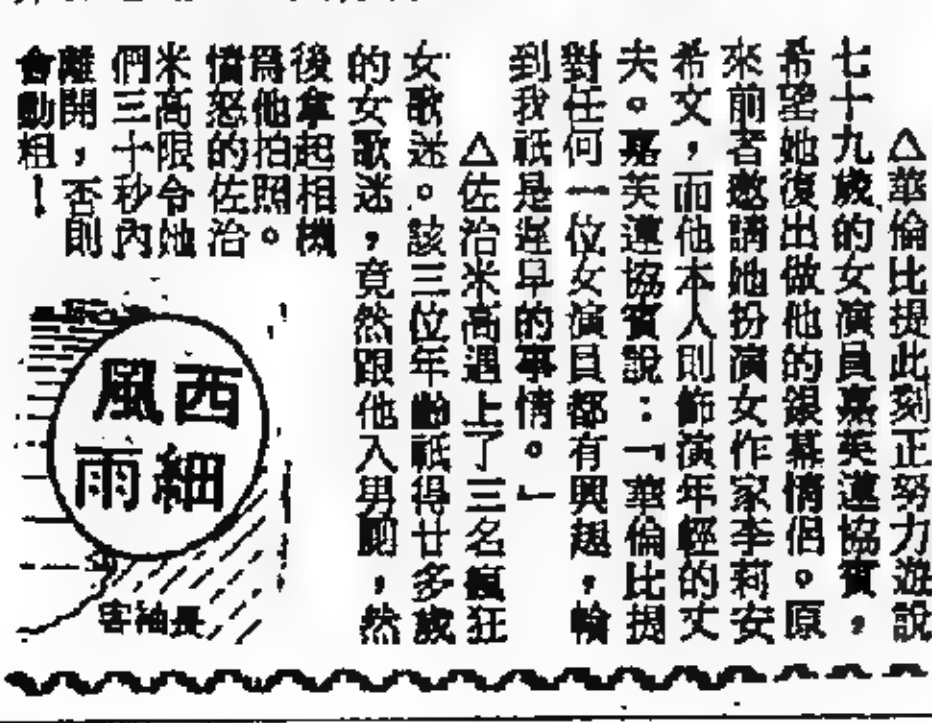 △華倫比提此刻正努力遊說
七十九歲的女演員嘉英遵協賓，
希望她復出做他的銀幕情侶。原
來前者邀請她扮演女作家李莉安
希文，而他本人則飾演年輕的丈
夫。嘉英遵協賓說：「華倫比提
對任何一位女演員都有興趣，輪
到我祇是遲早的事情。」
△佐治米高遇上了三名瘋狂
女歌迷。該三位年齡祇得廿多歲
的女歌迷，竟然跟他入男廁，然
後拿起相機
爲他拍照。
憤怒的佐治
米高限令她
們三十秒內
離開，否則
會動粗！
西細
風雨
長袖客